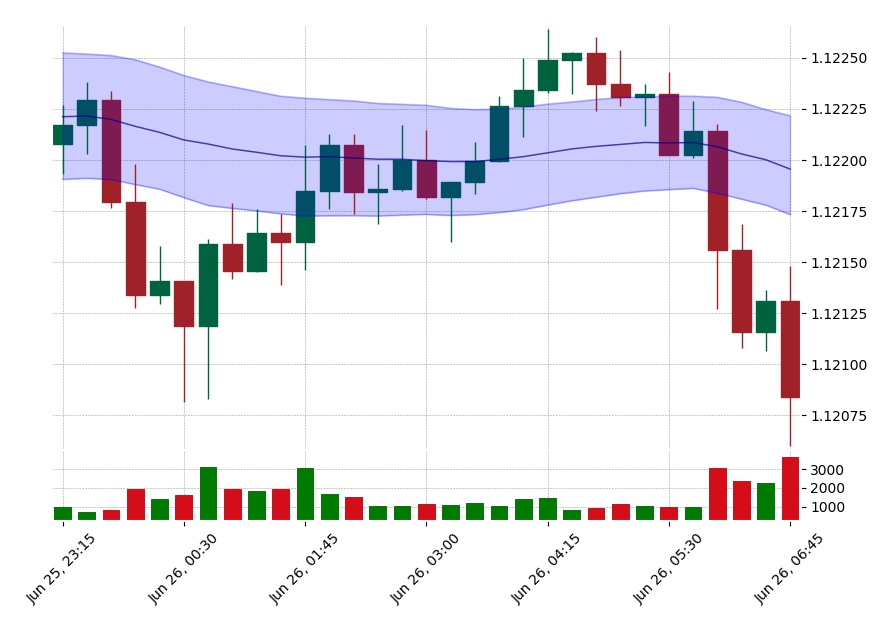 1.12250
1.12225
1.12200
1.12175
1.12150
1.12125
1.12100
1.12075
3000
2000
1000
Jun 25, 23:15
Jun 26, 00:30
Jun 26, 01:45
Jun 26, 03:00
Jun 26, 04:15
Jun 26, 05:30
Jun 26, 06:45